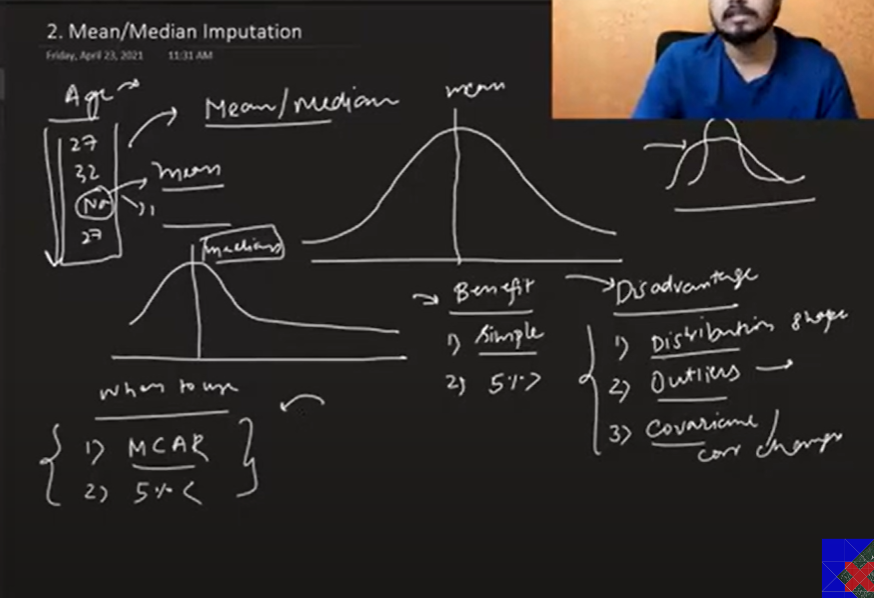 2. Mean/Median Imputation
Friday, April 23, 2021 11:31 AM
Age
27
32
Na
27
Mean/Median
mean
mean
median
Benefit
1) Simple
2) 5%>
Disadvantage
1) Distribution shape
2) Outliers
3) Covariance/
corr changes
When to use
1) MCAR
2) 5% <